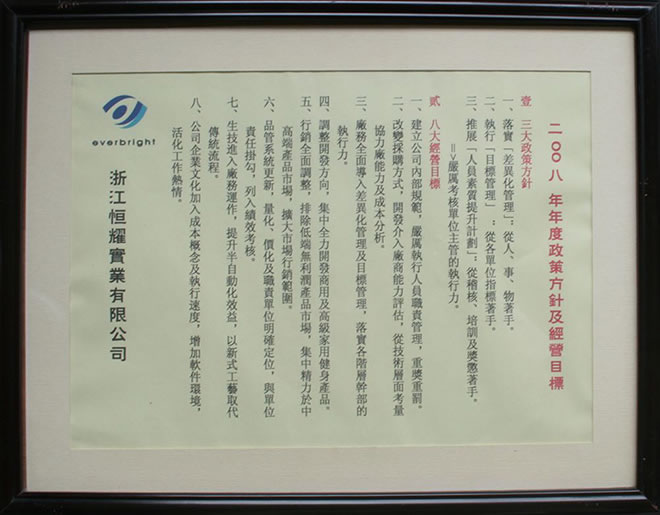 二〇〇八 年年度政策方針及經營目標
壹 三大政策方針
一、落實「差異化管理」：從人、事、物著手。
二、執行「目標管理」：從各單位指標著手。
三、推展「人員素質提升計劃」：從稽核、培訓及獎懲著手。
=>嚴厲考核單位主管的執行力。
貳 八大經營目標
一、建立公司內部規範，嚴厲執行人員職責管理，重獎重罰。
二、改變採購方式，開發介入廠商能力評估，從技術層面考量
協力廠能力及成本分析。
三、廠務全面導入差異化管理及目標管理，落實各階層幹部的
執行力。
四、調整開發方向，集中全力開發商用及高級家用健身產品。
五、行銷全面調整，排除低端無利潤產品市場，集中精力於中
高端產品市場，擴大市場行銷範圍。
六、品管系統更新，量化、價化及職責單位明確定位，與單位
責任掛勾，列入績效考核。
七、生技進入廠務運作，提升半自動化效益，以新式工藝取代
傳統流程。
八、公司企業文化加入成本概念及執行速度，增加軟件環境，
活化工作熱情。
everbright
浙江恒耀實業有限公司